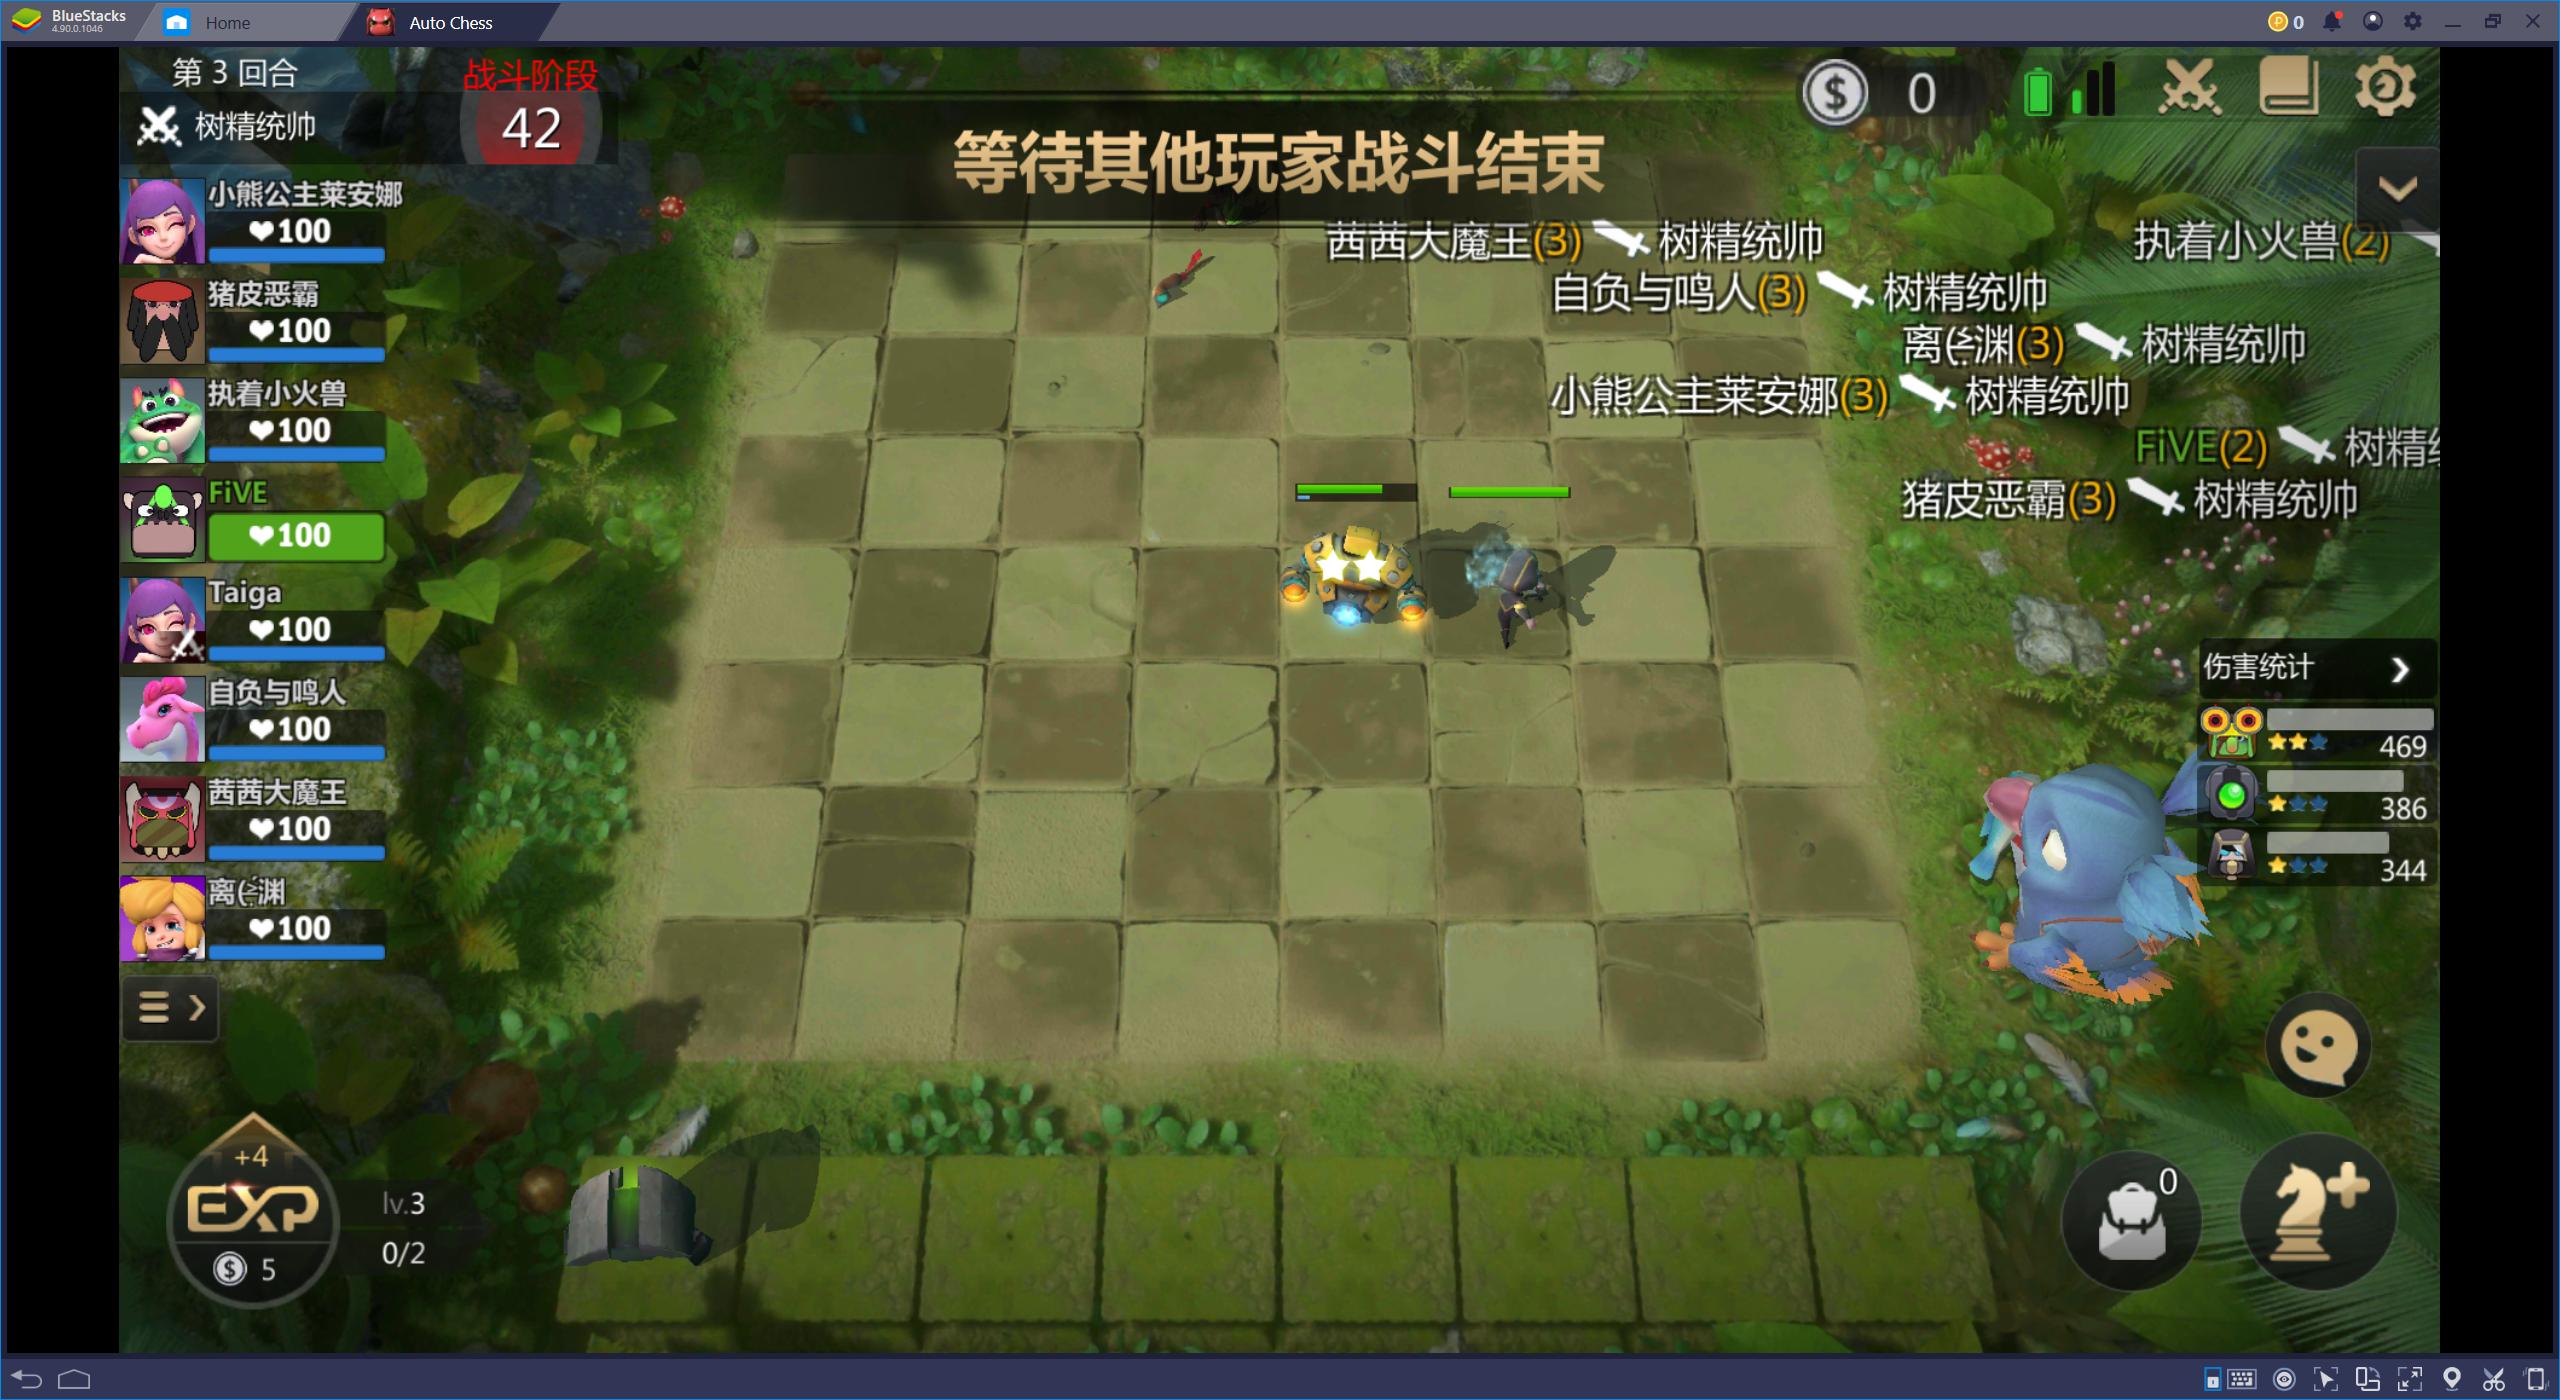 BlueStacks
4.90.0.1046
Home
Auto Chess
0
第 3 回合
战斗阶段
树精统帅
42
等待其他玩家战斗结束
0
小熊公主莱安娜
100
猪皮恶霸
100
执着小火兽
100
FiVE
100
Taiga
100
自负与鸣人
100
茜茜大魔王
100
渊
100
茜茜大魔王(3) 树精统帅
执着小火兽(2)
自负与鸣人(3) 树精统帅
渊(3) 树精统帅
小熊公主莱安娜(3) 树精统帅
FiVE(2) 树精
猪皮恶霸(3) 树精统帅
伤害统计
469
386
344
+4
EXP
5
lv.3
0/2
0